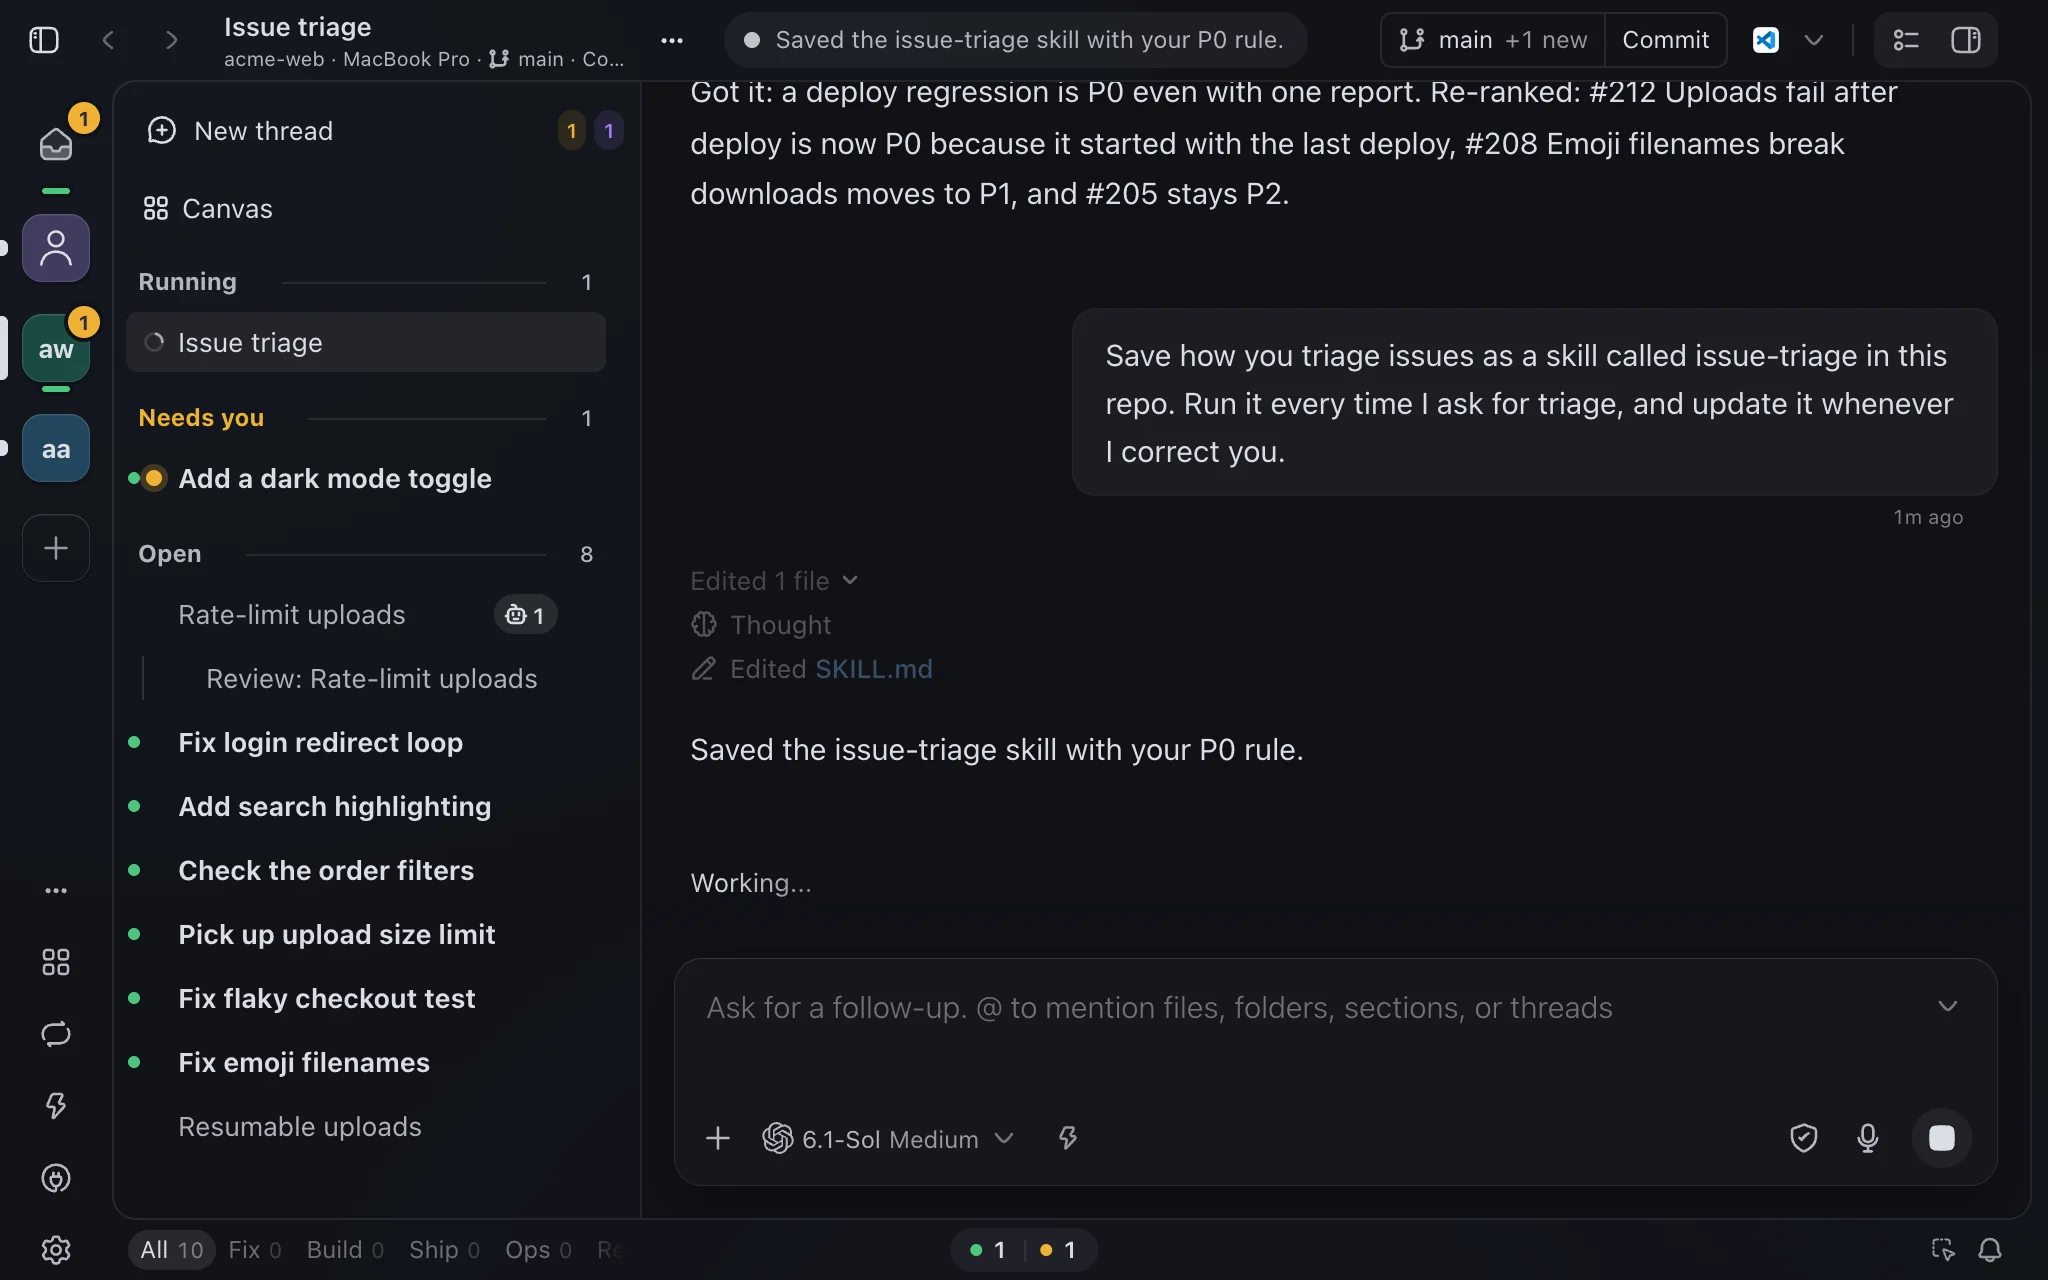 Issue triage
acme-web · MacBook Pro · main · Co...
Saved the issue-triage skill with your P0 rule.
main +1 new
Commit
1
aw
1
aa
New thread
1
1
Canvas
Running 1
Issue triage
Needs you 1
Add a dark mode toggle
Open 8
Rate-limit uploads 1
Review: Rate-limit uploads
Fix login redirect loop
Add search highlighting
Check the order filters
Pick up upload size limit
Fix flaky checkout test
Fix emoji filenames
Resumable uploads
Got it: a deploy regression is P0 even with one report. Re-ranked: #212 Uploads fail after
deploy is now P0 because it started with the last deploy, #208 Emoji filenames break
downloads moves to P1, and #205 stays P2.
Save how you triage issues as a skill called issue-triage in this
repo. Run it every time I ask for triage, and update it whenever
I correct you.
1m ago
Edited 1 file
Thought
Edited SKILL.md
Saved the issue-triage skill with your P0 rule.
Working...
Ask for a follow-up. @ to mention files, folders, sections, or threads
6.1-Sol Medium
All 10 Fix 0 Build 0 Ship 0 Ops 0 Re
1 1